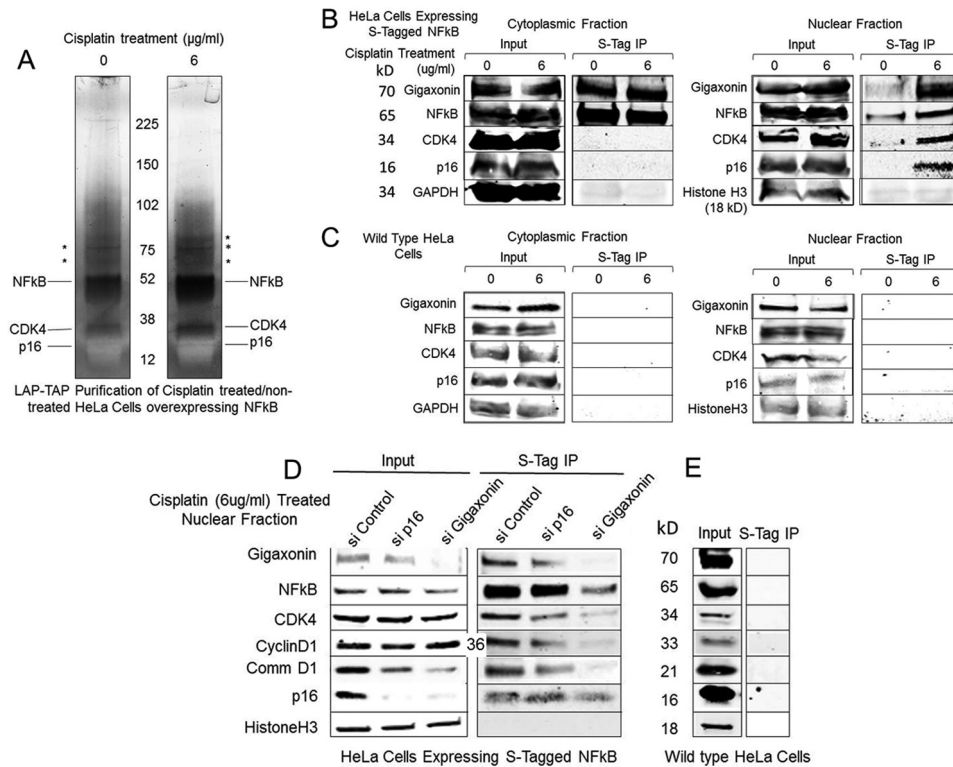 A
Cisplatin treatment (µg/ml)
0 6
225
150
102
* 75 *
* *
* *
NFkB 52 NFkB
38
CDK4 CDK4
p16 p16
12
LAP-TAP Purification of Cisplatin treated/non-
treated HeLa Cells overexpressing NFkB
B
HeLa Cells Expressing
S-Tagged NFkB
Cytoplasmic Fraction Nuclear Fraction
Input S-Tag IP Input S-Tag IP
Cisplatin Treatment
(ug/ml)
0 6 0 6 0 6 0 6
kD
70 Gigaxonin Gigaxonin
65 NFkB NFkB
34 CDK4 CDK4
16 p16 p16
34 GAPDH Histone H3
(18 kD)
C
Wild Type HeLa
Cells
Cytoplasmic Fraction Nuclear Fraction
Input S-Tag IP Input S-Tag IP
0 6 0 6 0 6 0 6
Gigaxonin Gigaxonin
NFkB NFkB
CDK4 CDK4
p16 p16
GAPDH HistoneH3
D
Input S-Tag IP
Cisplatin (6ug/ml) Treated
Nuclear Fraction
si Control si p16 si Gigaxonin si Control si p16 si Gigaxonin
Gigaxonin
NFkB
CDK4
CyclinD1 36
Comm D1
p16
HistoneH3
HeLa Cells Expressing S-Tagged NFkB
E
kD Input S-Tag IP
70
65
34
33
21
16
18
Wild type HeLa Cells